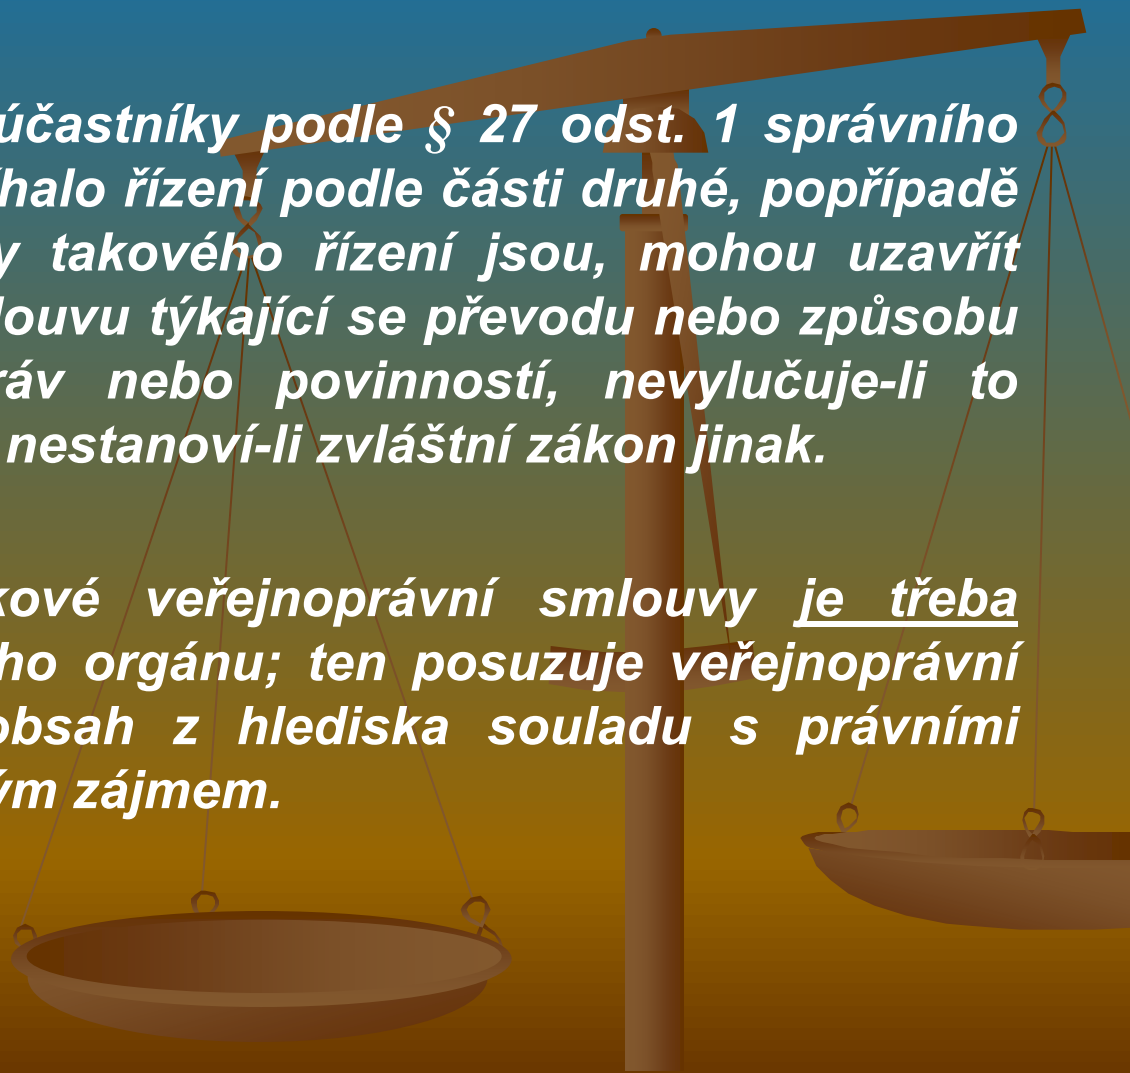 účastníky podle § 27 odst. 1 správního
íhalo řízení podle části druhé, popřípadě
y takového řízení jsou, mohou uzavřít
louvu týkající se převodu nebo způsobu
ráv nebo povinností, nevylučuje-li to
nestanoví-li zvláštní zákon jinak.
kové veřejnoprávní smlouvy je třeba
ho orgánu; ten posuzuje veřejnoprávní
obsah z hlediska souladu s právními
ým zájmem.